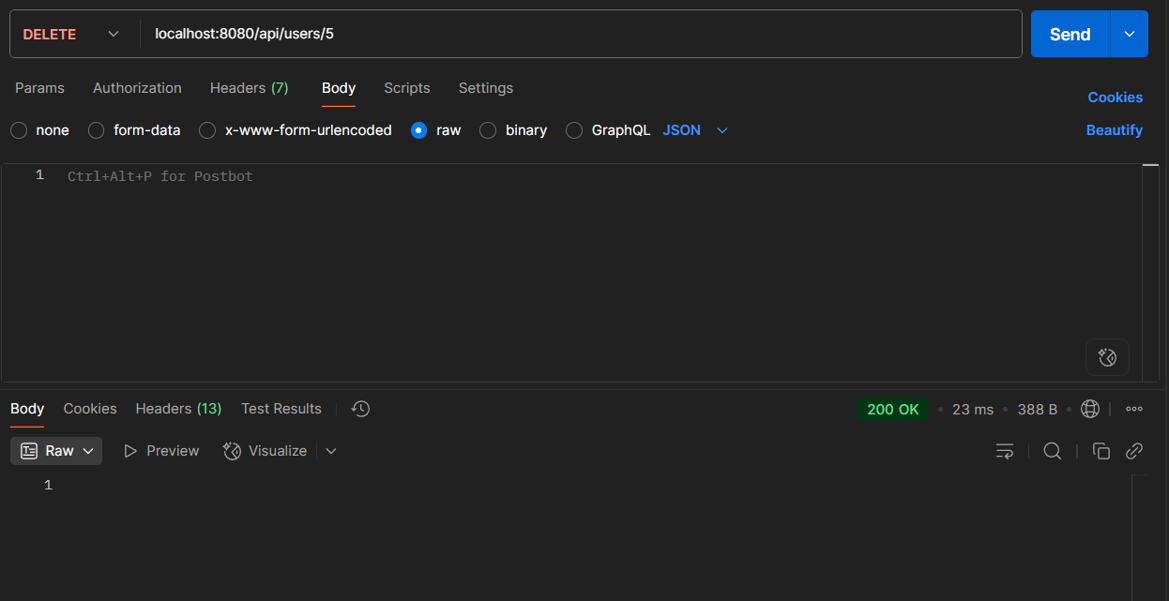 DELETE localhost:8080/api/users/5 Send
Params Authorization Headers (7) Body Scripts Settings Cookies
none form-data x-www-form-urlencoded raw binary GraphQL JSON Beautify
1 Ctrl+Alt+P for Postbot
Body Cookies Headers (13) Test Results 200 OK • 23 ms • 388 B •
Raw Preview Visualize
1